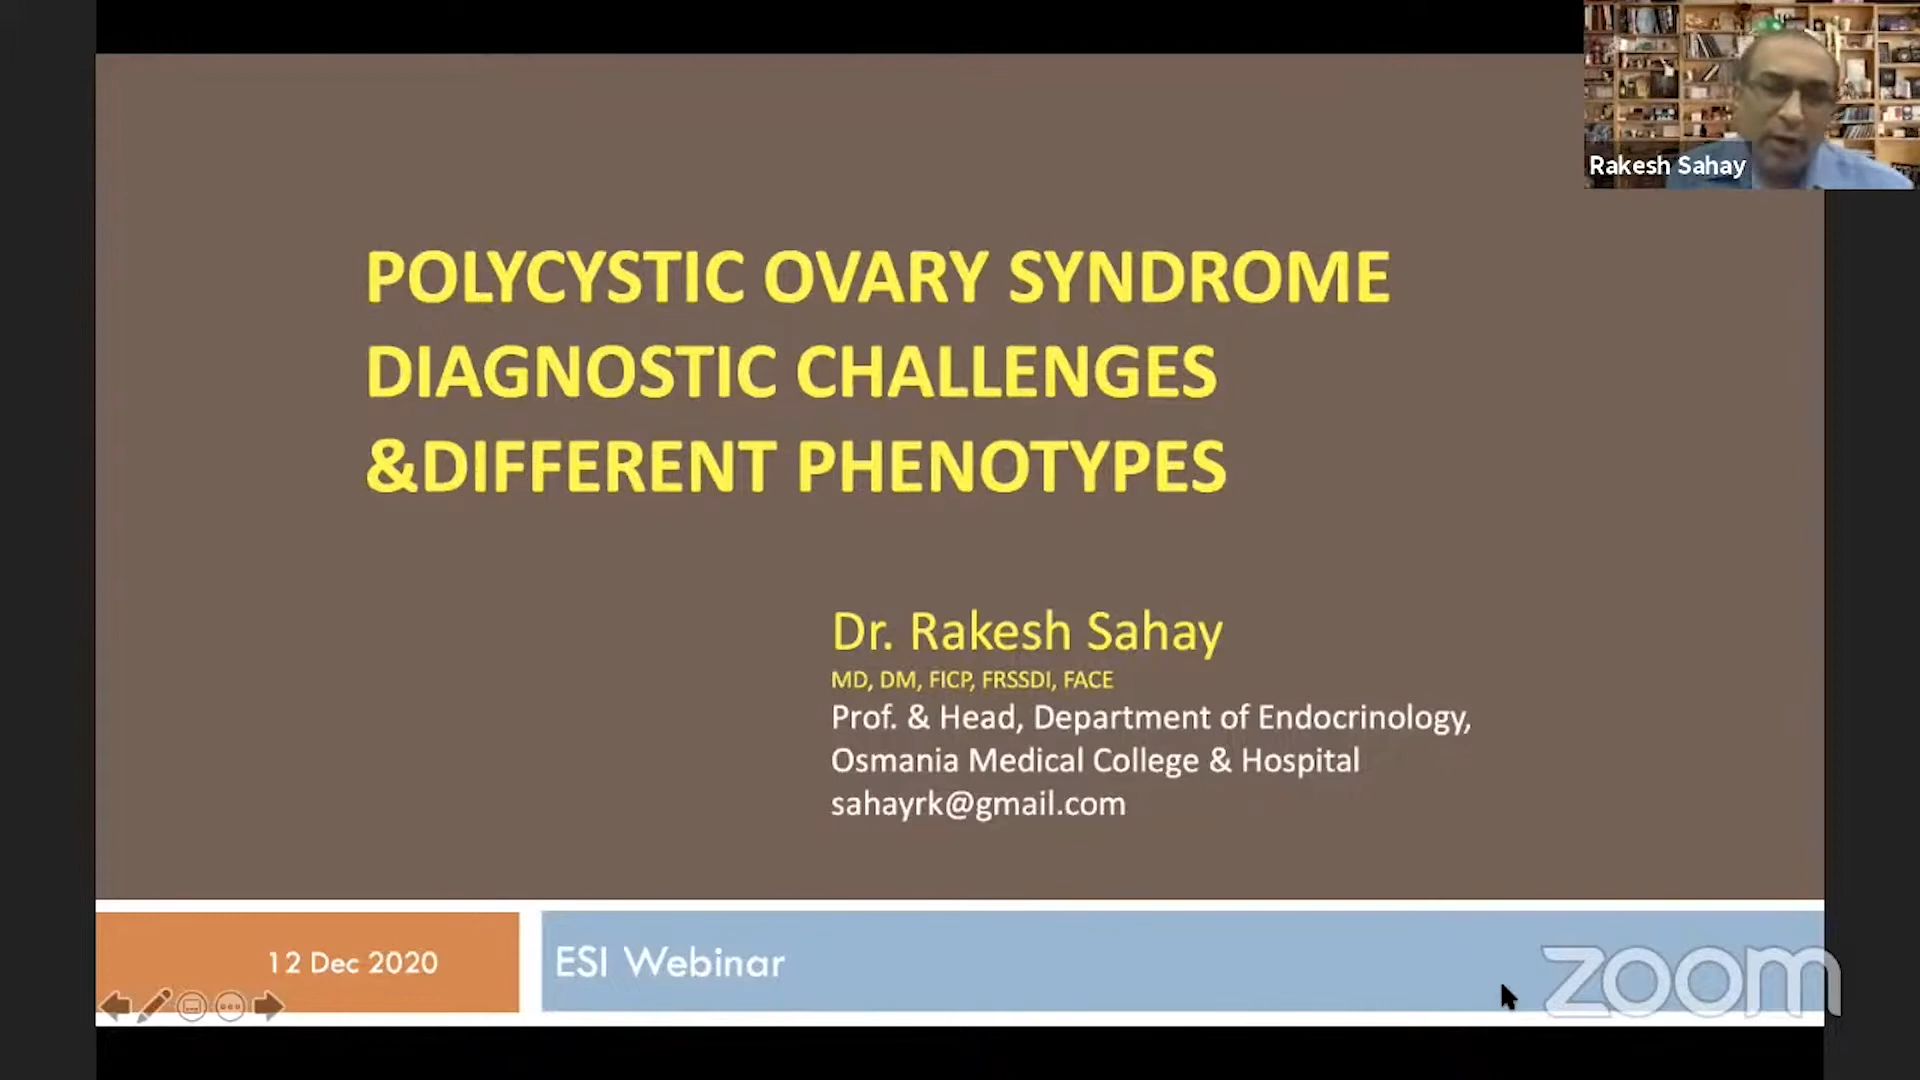 Rakesh Sahay
POLYCYSTIC OVARY SYNDROME
DIAGNOSTIC CHALLENGES
&DIFFERENT PHENOTYPES
Dr. Rakesh Sahay
MD, DM, FICP, FRSSDI, FACE
Prof. & Head, Department of Endocrinology,
Osmania Medical College & Hospital
sahayrk@gmail.com
12 Dec 2020
ESI Webinar
zoom